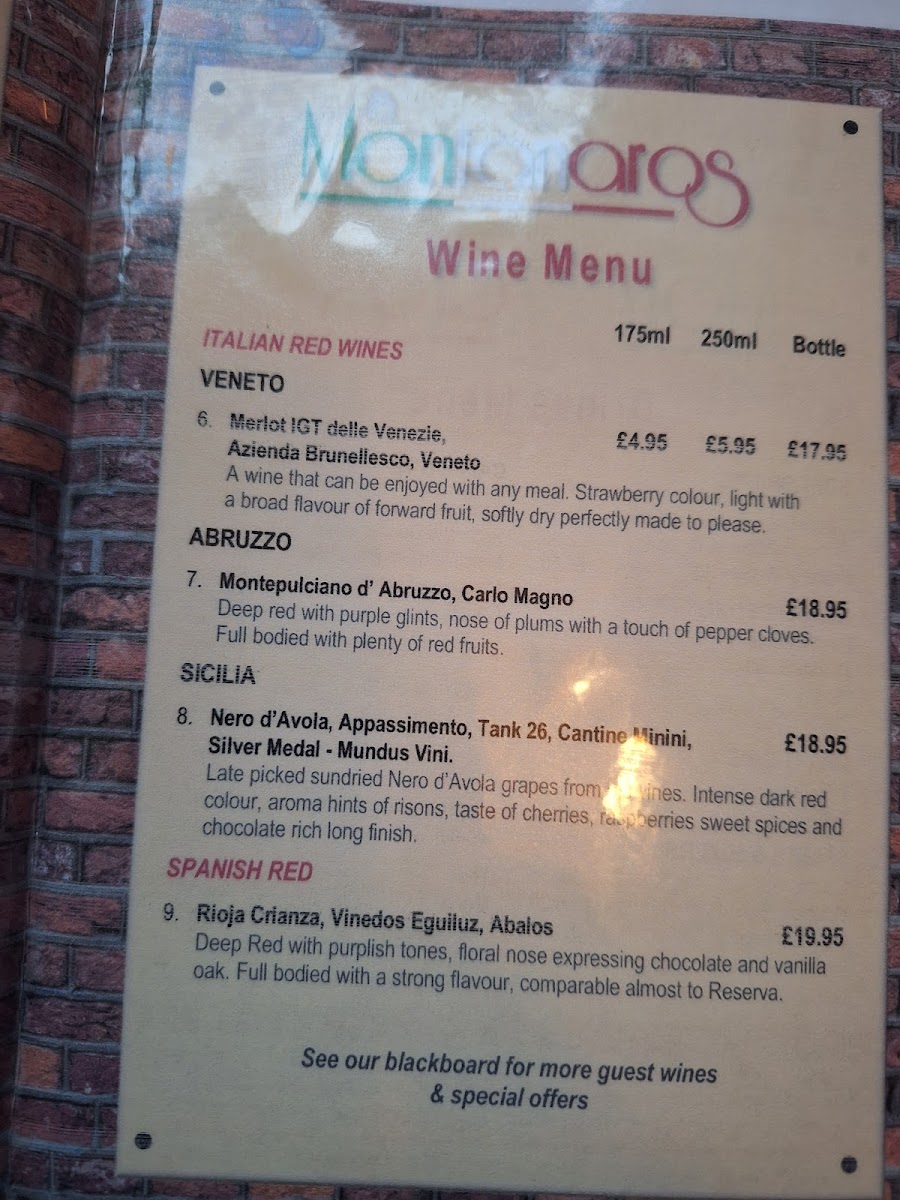 Wine Menu
175ml 250ml Bottle
ITALIAN RED WINES
VENETO
6. Merlot IGT delle Venezie,
Azienda Brunellesco, Veneto £4.95 £5.95 £17.95
A wine that can be enjoyed with any meal. Strawberry colour, light with
a broad flavour of forward fruit, softly dry perfectly made to please.
ABRUZZO
7. Montepulciano d' Abruzzo, Carlo Magno £18.95
Deep red with purple glints, nose of plums with a touch of pepper cloves.
Full bodied with plenty of red fruits.
SICILIA
8. Nero d'Avola, Appassimento, Tank 26, Cantine Minini, £18.95
Silver Medal - Mundus Vini.
Late picked sundried Nero d'Avola grapes from vines. Intense dark red
colour, aroma hints of risons, taste of cherries, raspberries sweet spices and
chocolate rich long finish.
SPANISH RED
9. Rioja Crianza, Vinedos Eguiluz, Abalos £19.95
Deep Red with purplish tones, floral nose expressing chocolate and vanilla
oak. Full bodied with a strong flavour, comparable almost to Reserva.
See our blackboard for more guest wines
& special offers